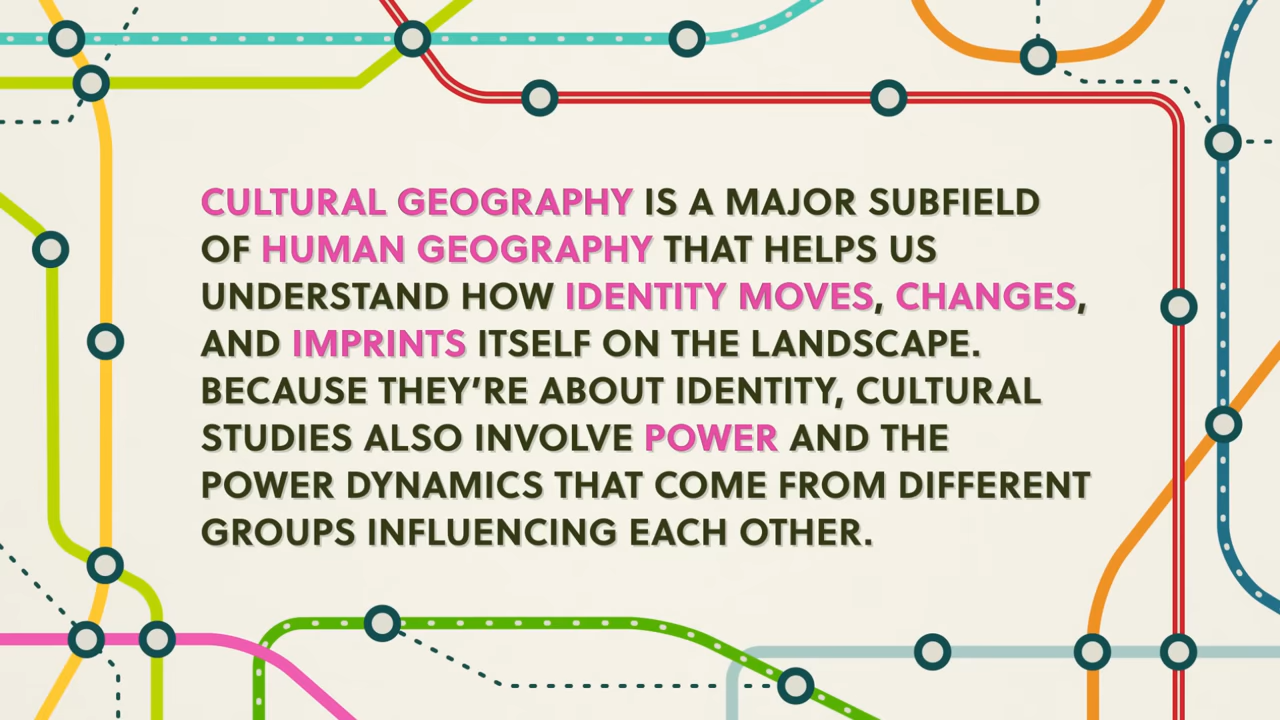 CULTURAL GEOGRAPHY IS A MAJOR SUBFIELD
OF HUMAN GEOGRAPHY THAT HELPS US
UNDERSTAND HOW IDENTITY MOVES, CHANGES,
AND IMPRINTS ITSELF ON THE LANDSCAPE.
BECAUSE THEY'RE ABOUT IDENTITY, CULTURAL
STUDIES ALSO INVOLVE POWER AND THE
POWER DYNAMICS THAT COME FROM DIFFERENT
GROUPS INFLUENCING EACH OTHER.